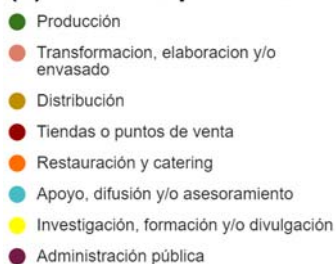 Producción
Transformacion, elaboracion y/o
envasado
Distribución
Tiendas o puntos de venta
Restauración y catering
Apoyo, difusión y/o asesoramiento
Investigación, formación y/o divulgación
Administración pública